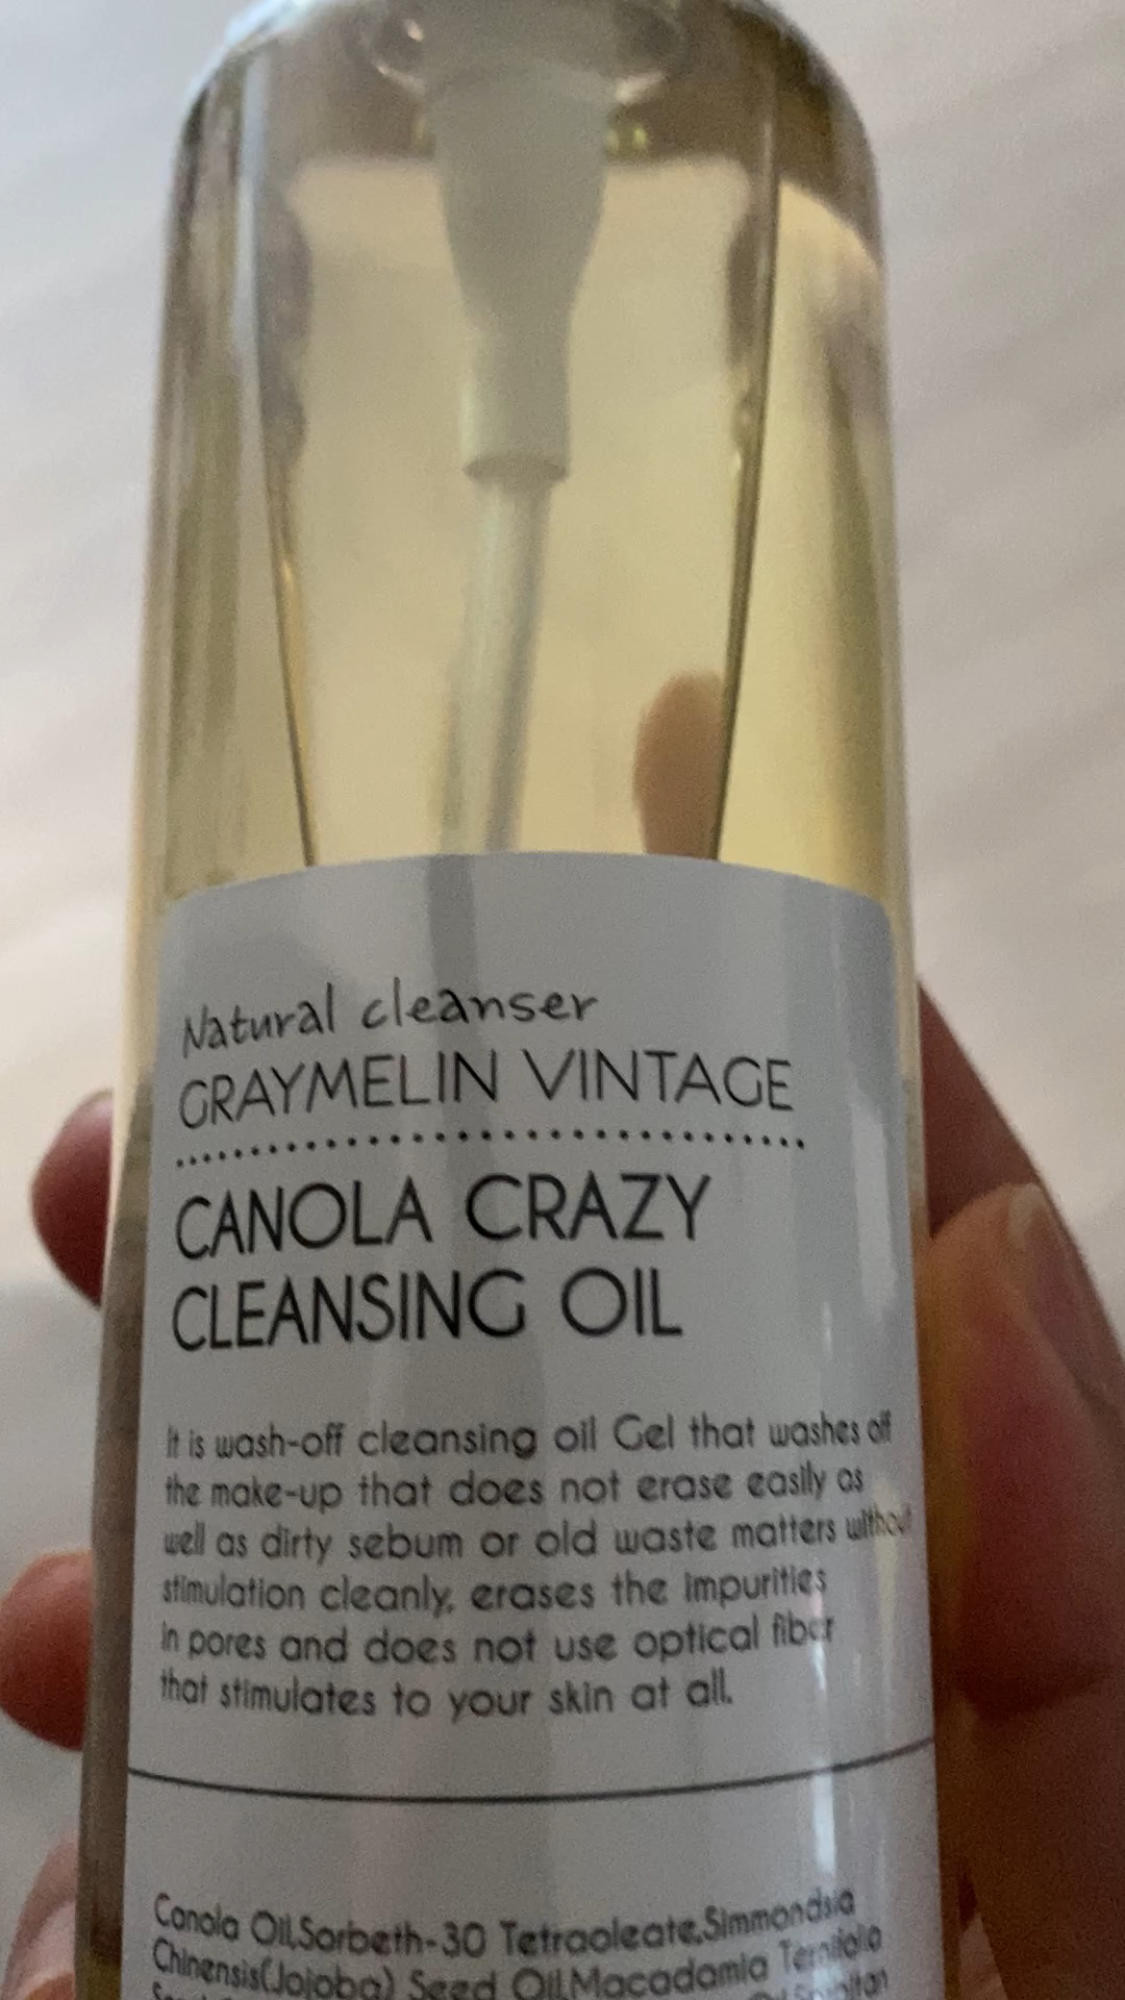 Natural cleanser
GRAYMELIN VINTAGE
CANOLA CRAZY
CLEANSING OIL
It is wash-off cleansing oil Gel that washes off
the make-up that does not erase easily as
well as dirty sebum or old waste matters without
stimulation cleanly, erases the impurities
in pores and does not use optical fiber
that stimulates to your skin at all.
Canola Oil,Sorbeth-30 Tetraoleate,Simmondsia
Chinensis(Jojoba) Seed Oil,Macadamia Ternifolia